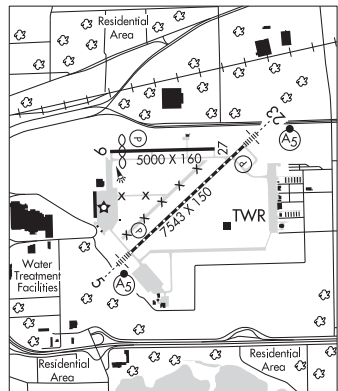 Residential
Area
23
A5
P
P
9
5000 X 160
27
P
7543 X 150
P
TWR
5
A5
Water
Treatment
Facilities
Residential
Area
Residential
Area